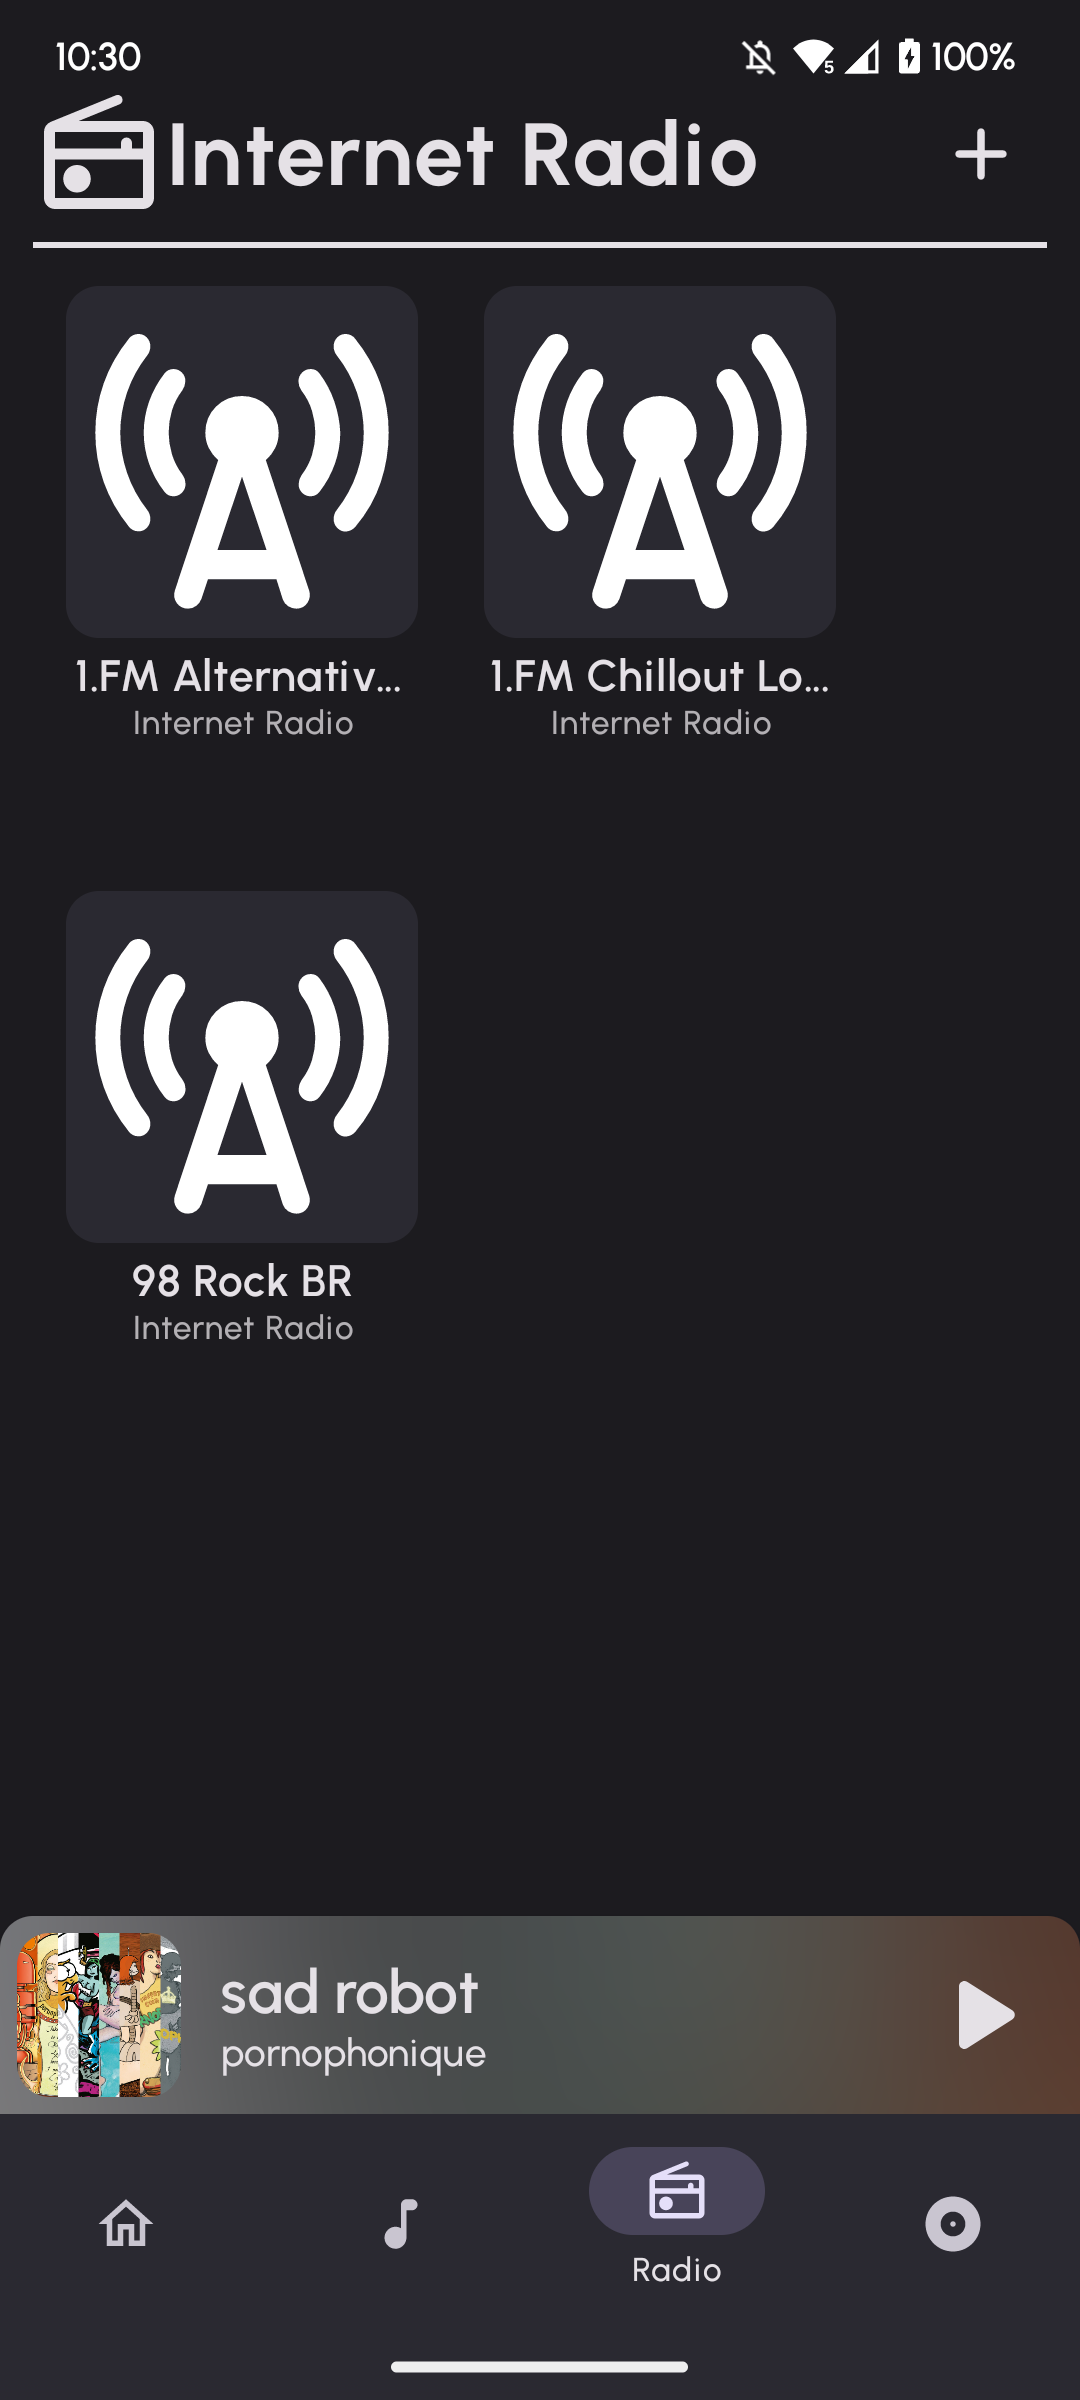 10:30
5
100%
Internet Radio
1.FM Alternativ...
Internet Radio
1.FM Chillout Lo...
Internet Radio
98 Rock BR
Internet Radio
sad robot
pornophonique
Radio